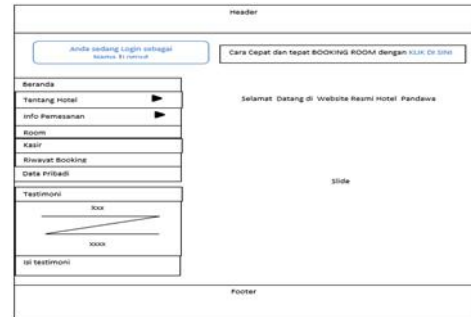 Header
Anda sedang Login sebagai
Cara Cepat dan tepat BOOKING ROOM dengan KLIK DI SINI
Beranda
Tentang Hotel
Selamat Datang di Website Resmi Hotel Pandawa
Info Pemesanan
Room
Kasir
Riwayat Booking
Data Pribadi
Slide
Testimoni
Xxx
xxxx
Isi testimoni
Footer